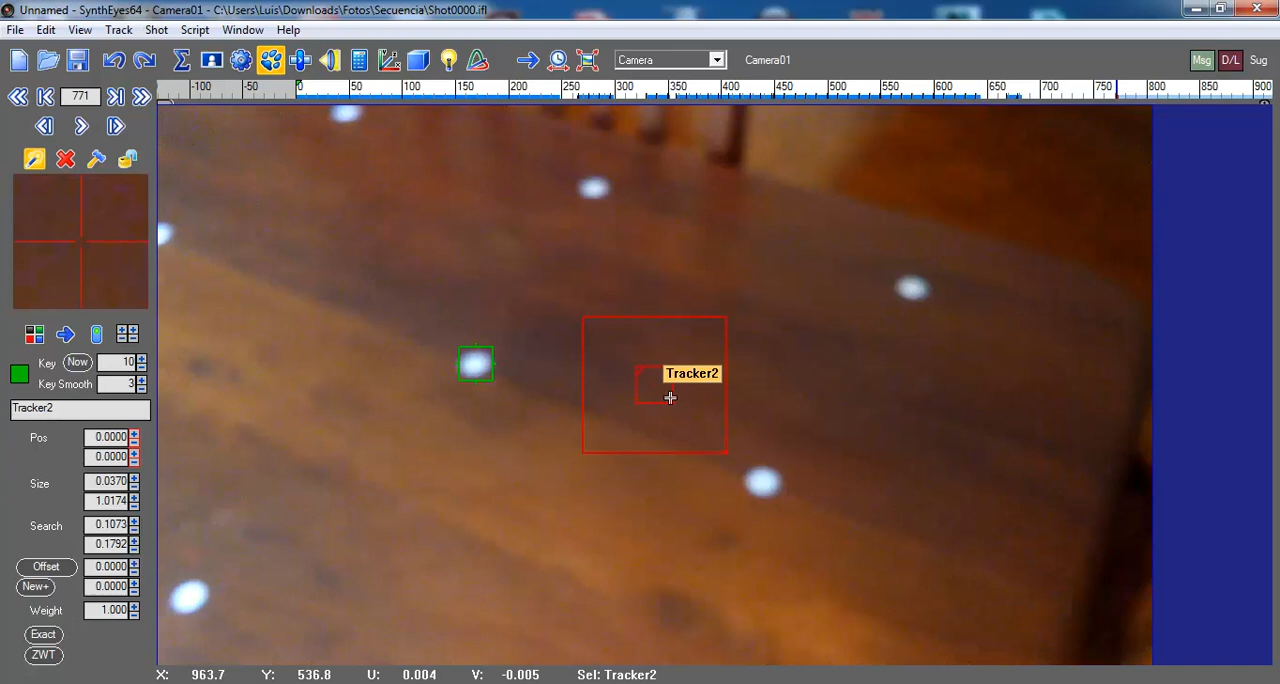 Unnamed - SynthEyes64 - Camera01 - C:\Users\Luis\Downloads\Fotos\Secuencia\Shot0000.ifl
File Edit View Track Shot Script Window Help
Camera Camera01 Msg D/L Sug
771 -100 -50 0 50 100 150 200 250 300 350 400 450 500 550 600 650 700 750 800 850 900
Key Now 10
Key Smooth 3
Tracker2
Tracker2
Pos 0.0000
0.0000
Size 0.0370
1.0174
Search 0.1073
0.1792
Offset 0.0000
New+ 0.0000
Weight 1.000
Exact
ZWT
X: 963.7 Y: 536.8 U: 0.004 V: -0.005 Sel: Tracker2